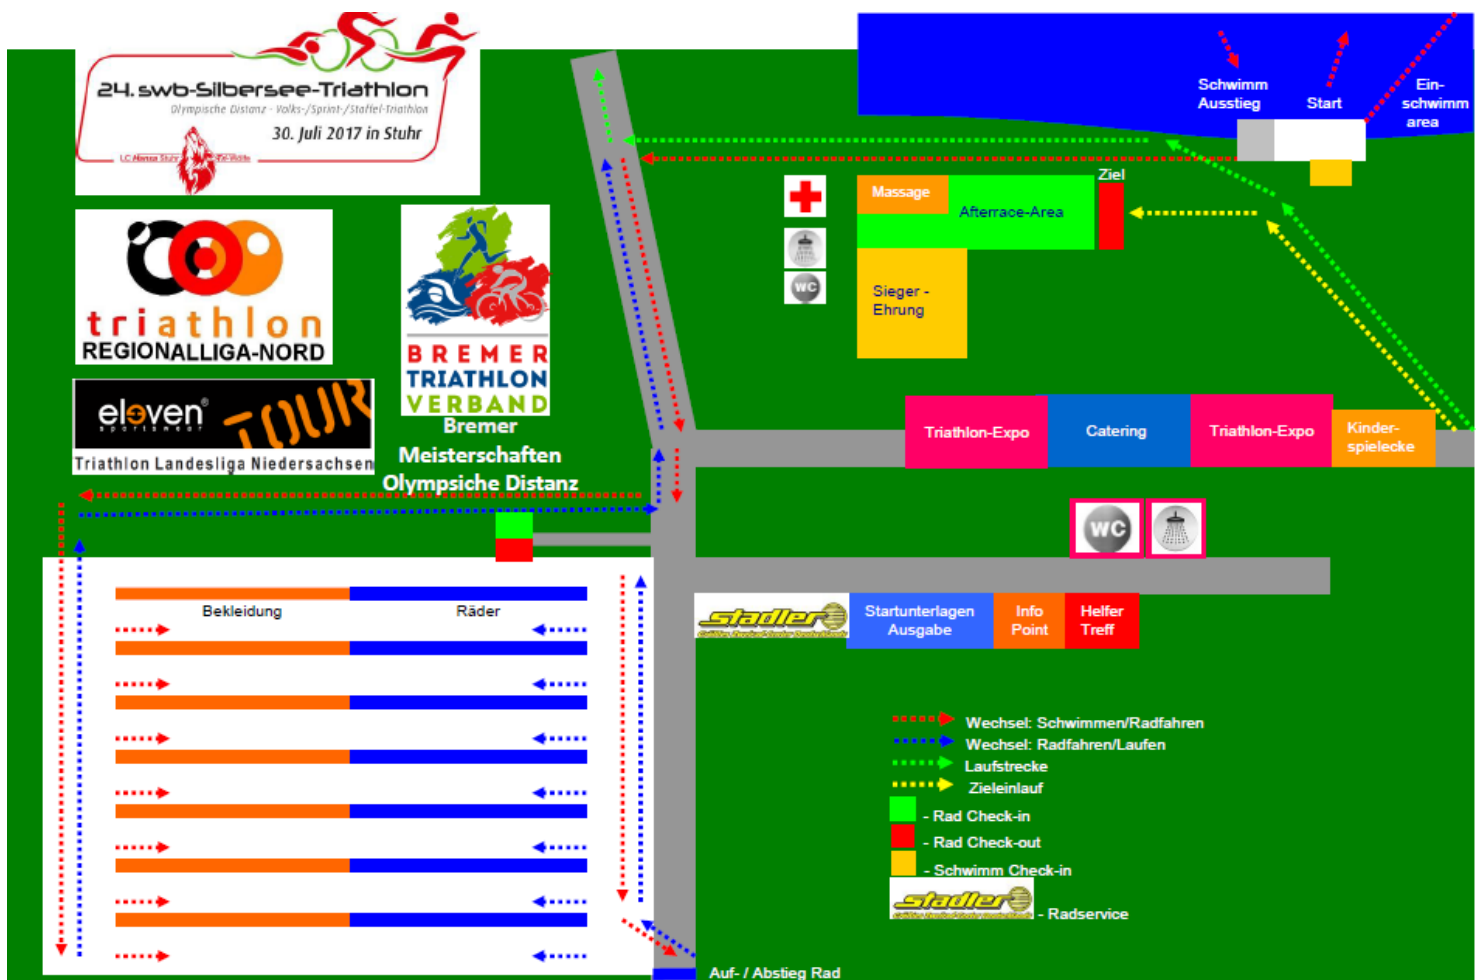 24. swb-Silbersee-Triathlon
Olympische Distanz - Volks-/Sprint-/Staffel-Triathlon
30. Juli 2017 in Stuhr
LC Hansa Stuhr
triathlon
REGIONALLIGA-NORD
BREMER
TRIATHLON
VERBAND
eleven®
sportswear
TOUR
Triathlon Landesliga Niedersachsen
Bremer
Meisterschaften
Olympsiche Distanz
Schwimm
Ausstieg
Start
Ein-
schwimm
area
Ziel
Massage
Afterrace-Area
WC
Sieger -
Ehrung
Triathlon-Expo
Catering
Triathlon-Expo
Kinder-
spielecke
WC
stadler
Startunterlagen
Ausgabe
Info
Point
Helfer
Treff
Bekleidung
Räder
Wechsel: Schwimmen/Radfahren
Wechsel: Radfahren/Laufen
Laufstrecke
Zieleinlauf
- Rad Check-in
- Rad Check-out
- Schwimm Check-in
stadler
- Radservice
Auf- / Abstieg Rad